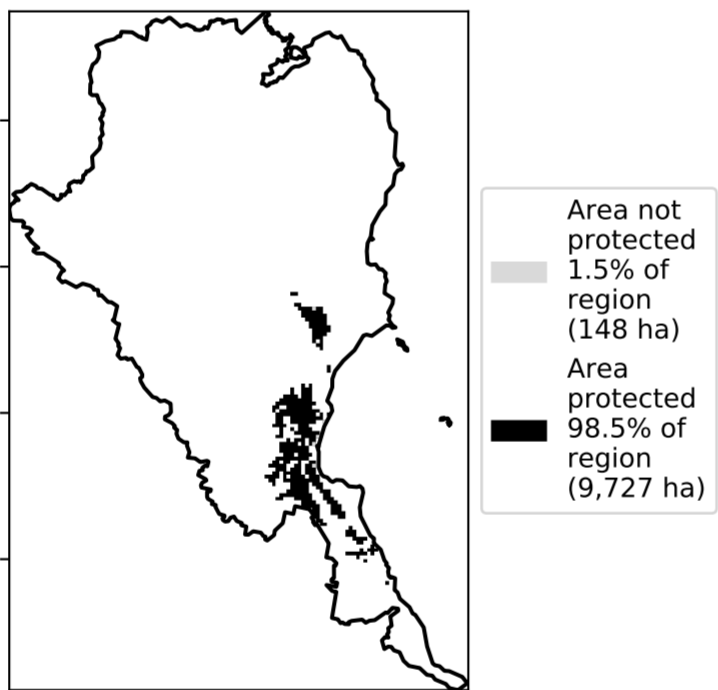 Area not
protected
1.5% of
region
(148 ha)
Area
protected
98.5% of
region
(9,727 ha)